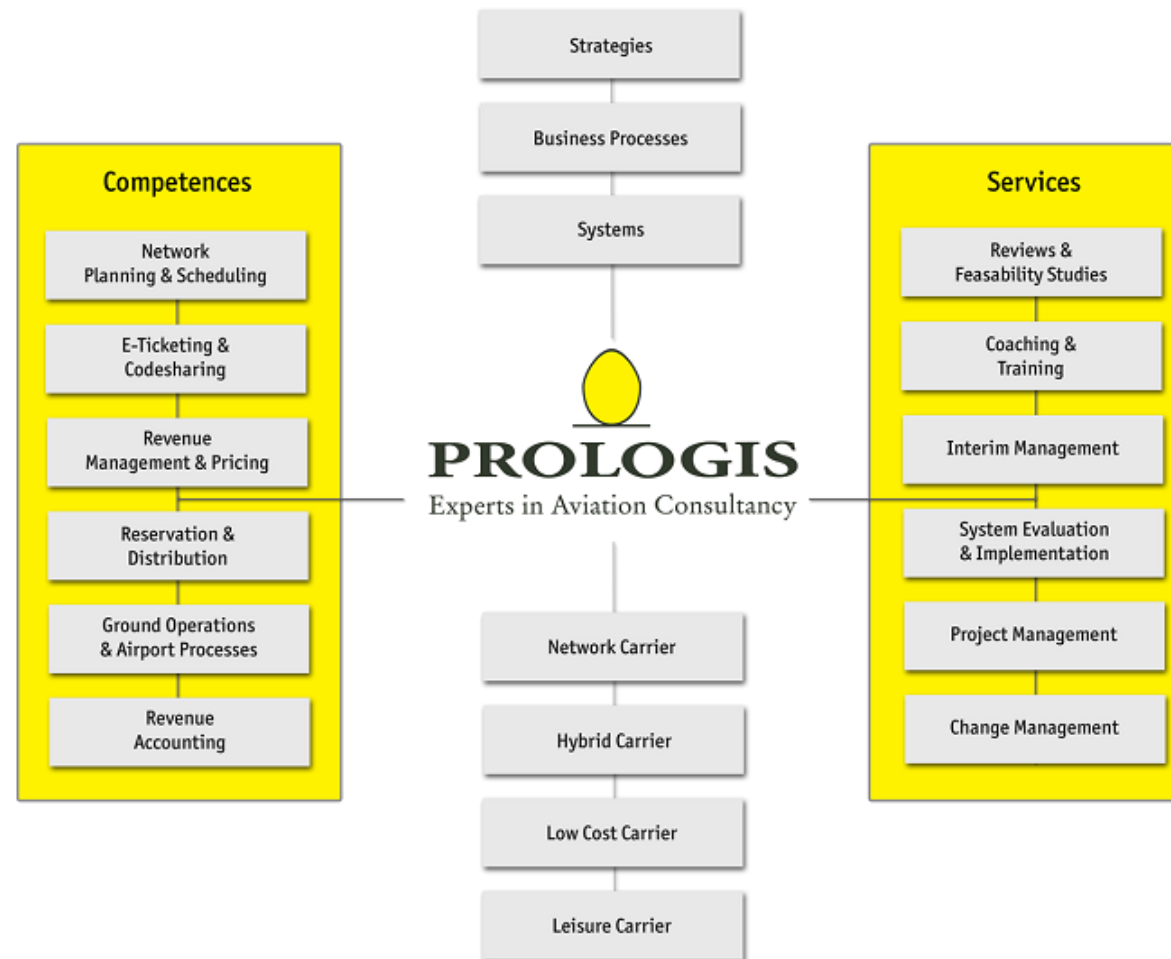 Strategies
Business Processes
Systems
Competences
Network
Planning & Scheduling
E-Ticketing &
Codesharing
Revenue
Management & Pricing
Reservation &
Distribution
Ground Operations
& Airport Processes
Revenue
Accounting
PROLOGIS
Experts in Aviation Consultancy
Services
Reviews &
Feasability Studies
Coaching &
Training
Interim Management
System Evaluation
& Implementation
Project Management
Change Management
Network Carrier
Hybrid Carrier
Low Cost Carrier
Leisure Carrier